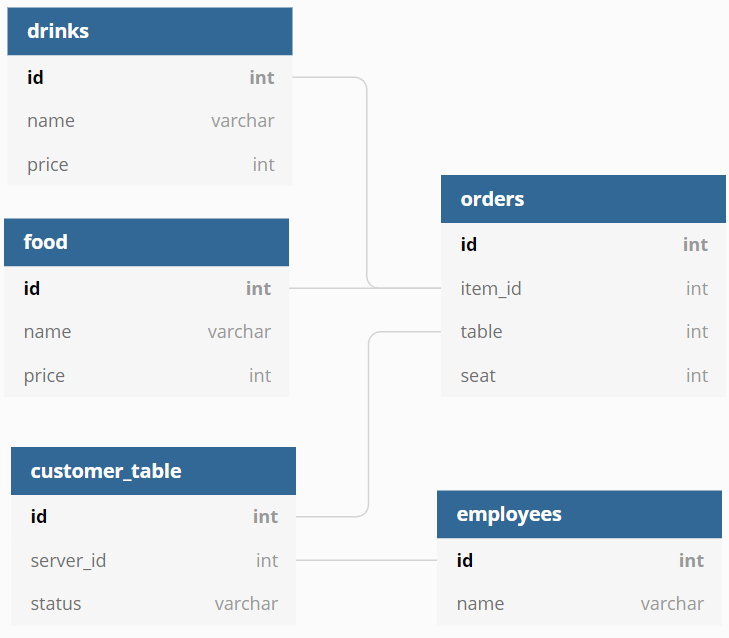 drinks
id int
name varchar
price int
food
id int
name varchar
price int
customer_table
id int
server_id int
status varchar
orders
id int
item_id int
table int
seat int
employees
id int
name varchar